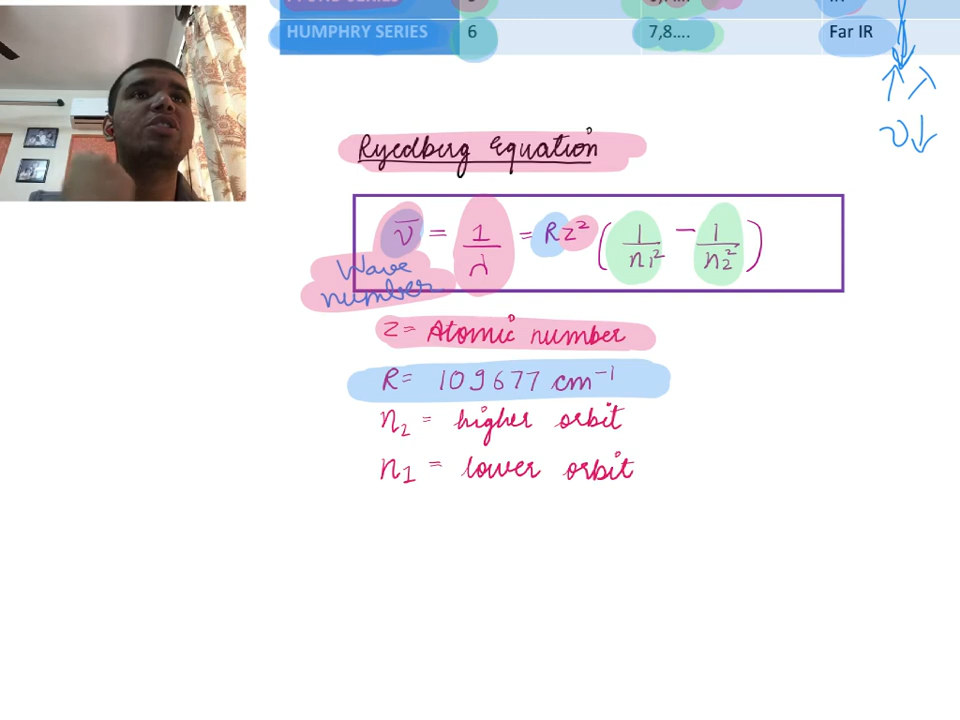 HUMPHRY SERIES 6 7,8.... Far IR
↑ λ
ν ↓
Ryedberg Equation
ν̅ = 1/λ = Rz² (1/n₁² − 1/n₂²)
Wave
number
z = Atomic number
R = 109677 cm⁻¹
n₂ = higher orbit
n₁ = lower orbit